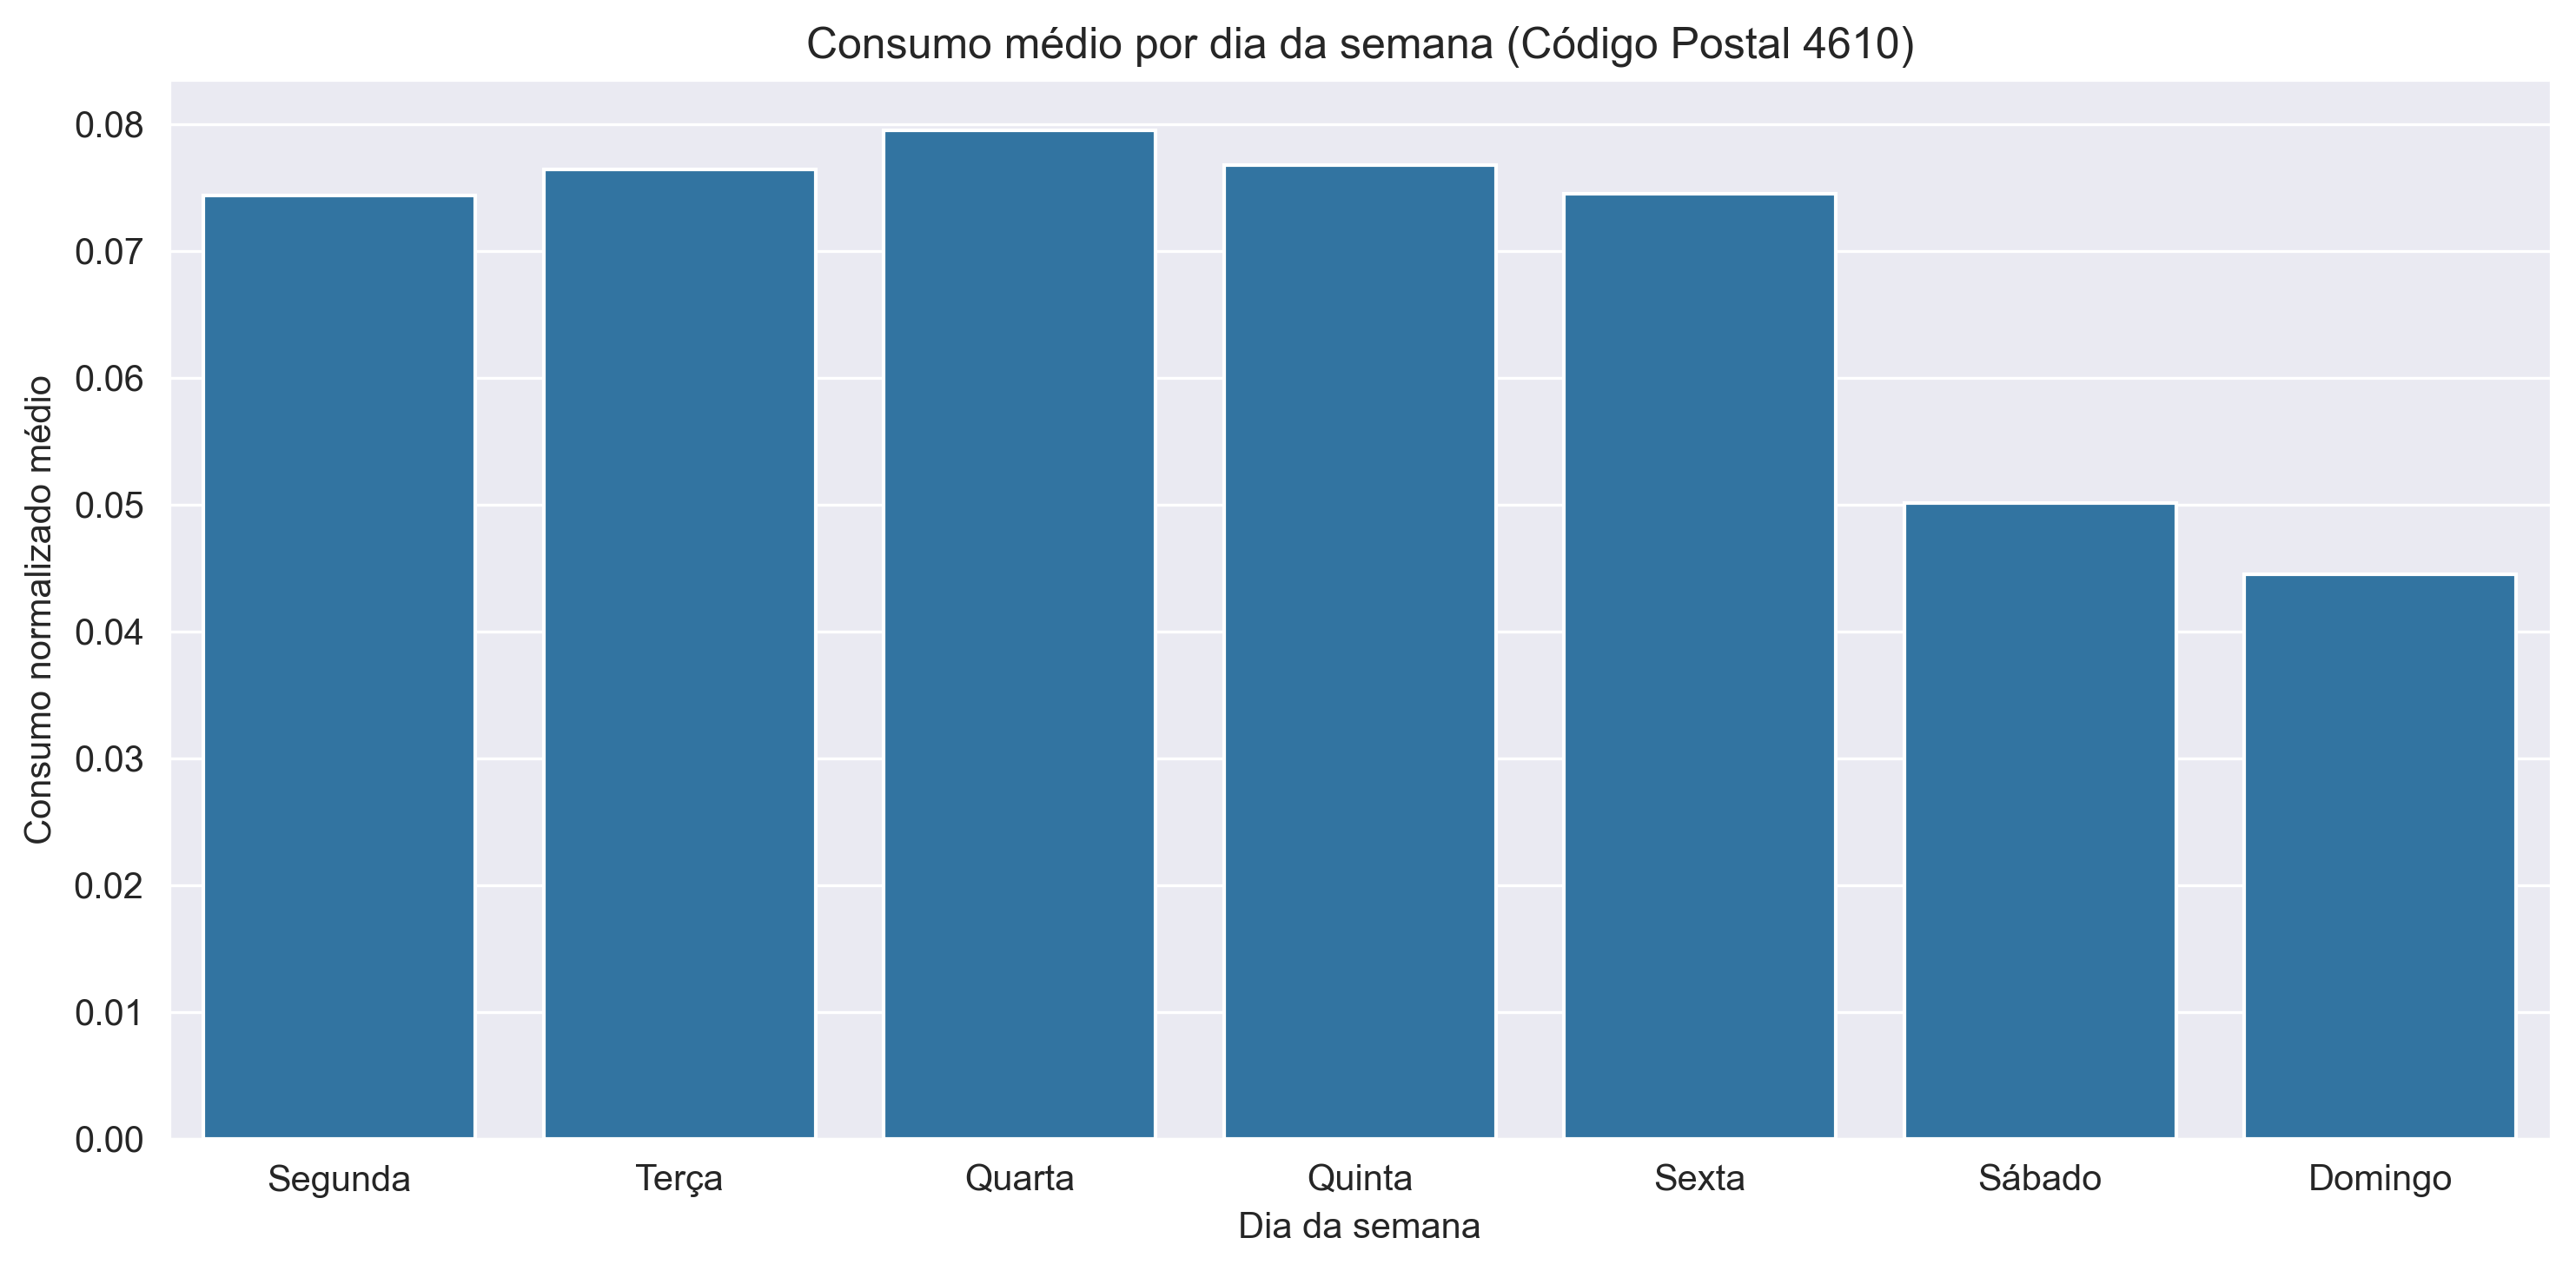 Consumo médio por dia da semana (Código Postal 4610)
Consumo normalizado médio
0.08
0.07
0.06
0.05
0.04
0.03
0.02
0.01
0.00
Segunda Terça Quarta Quinta Sexta Sábado Domingo
Dia da semana